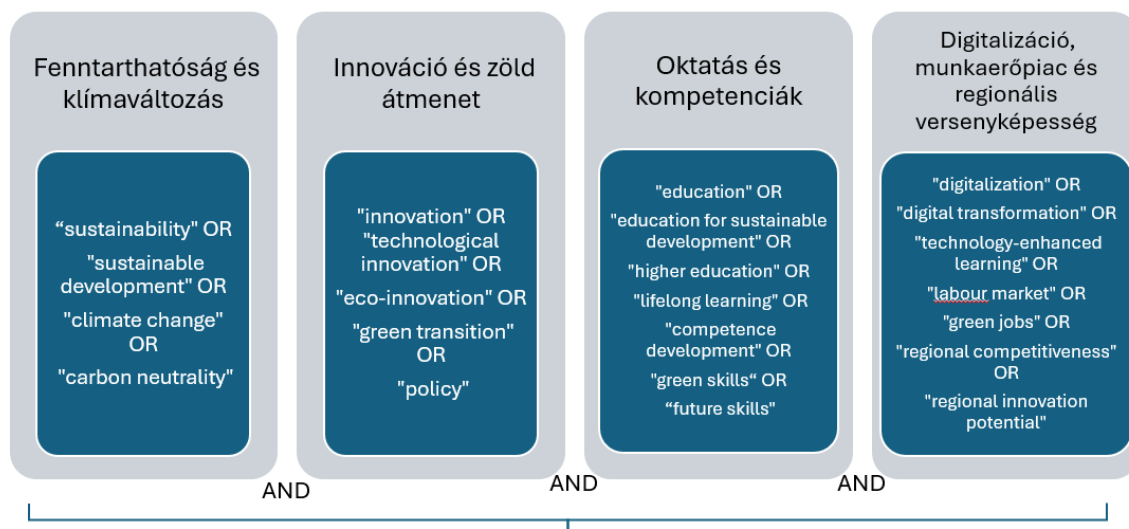 Fenntarthatóság és
klímaváltozás
“sustainability" OR
"sustainable
development" OR
"climate change"
OR
"carbon neutrality"
Innováció és zöld
átmenet
"innovation" OR
"technological
innovation" OR
"eco-innovation" OR
"green transition"
OR
"policy"
Oktatás és
kompetenciák
"education" OR
"education for sustainable
development" OR
"higher education" OR
"lifelong learning" OR
"competence
development" OR
"green skills“ OR
“future skills"
Digitalizáció,
munkaerőpiac és
regionális
versenyképesség
"digitalization" OR
"digital transformation" OR
"technology-enhanced
learning" OR
"labour market" OR
"green jobs" OR
"regional competitiveness"
OR
"regional innovation
potential"
AND
AND
AND